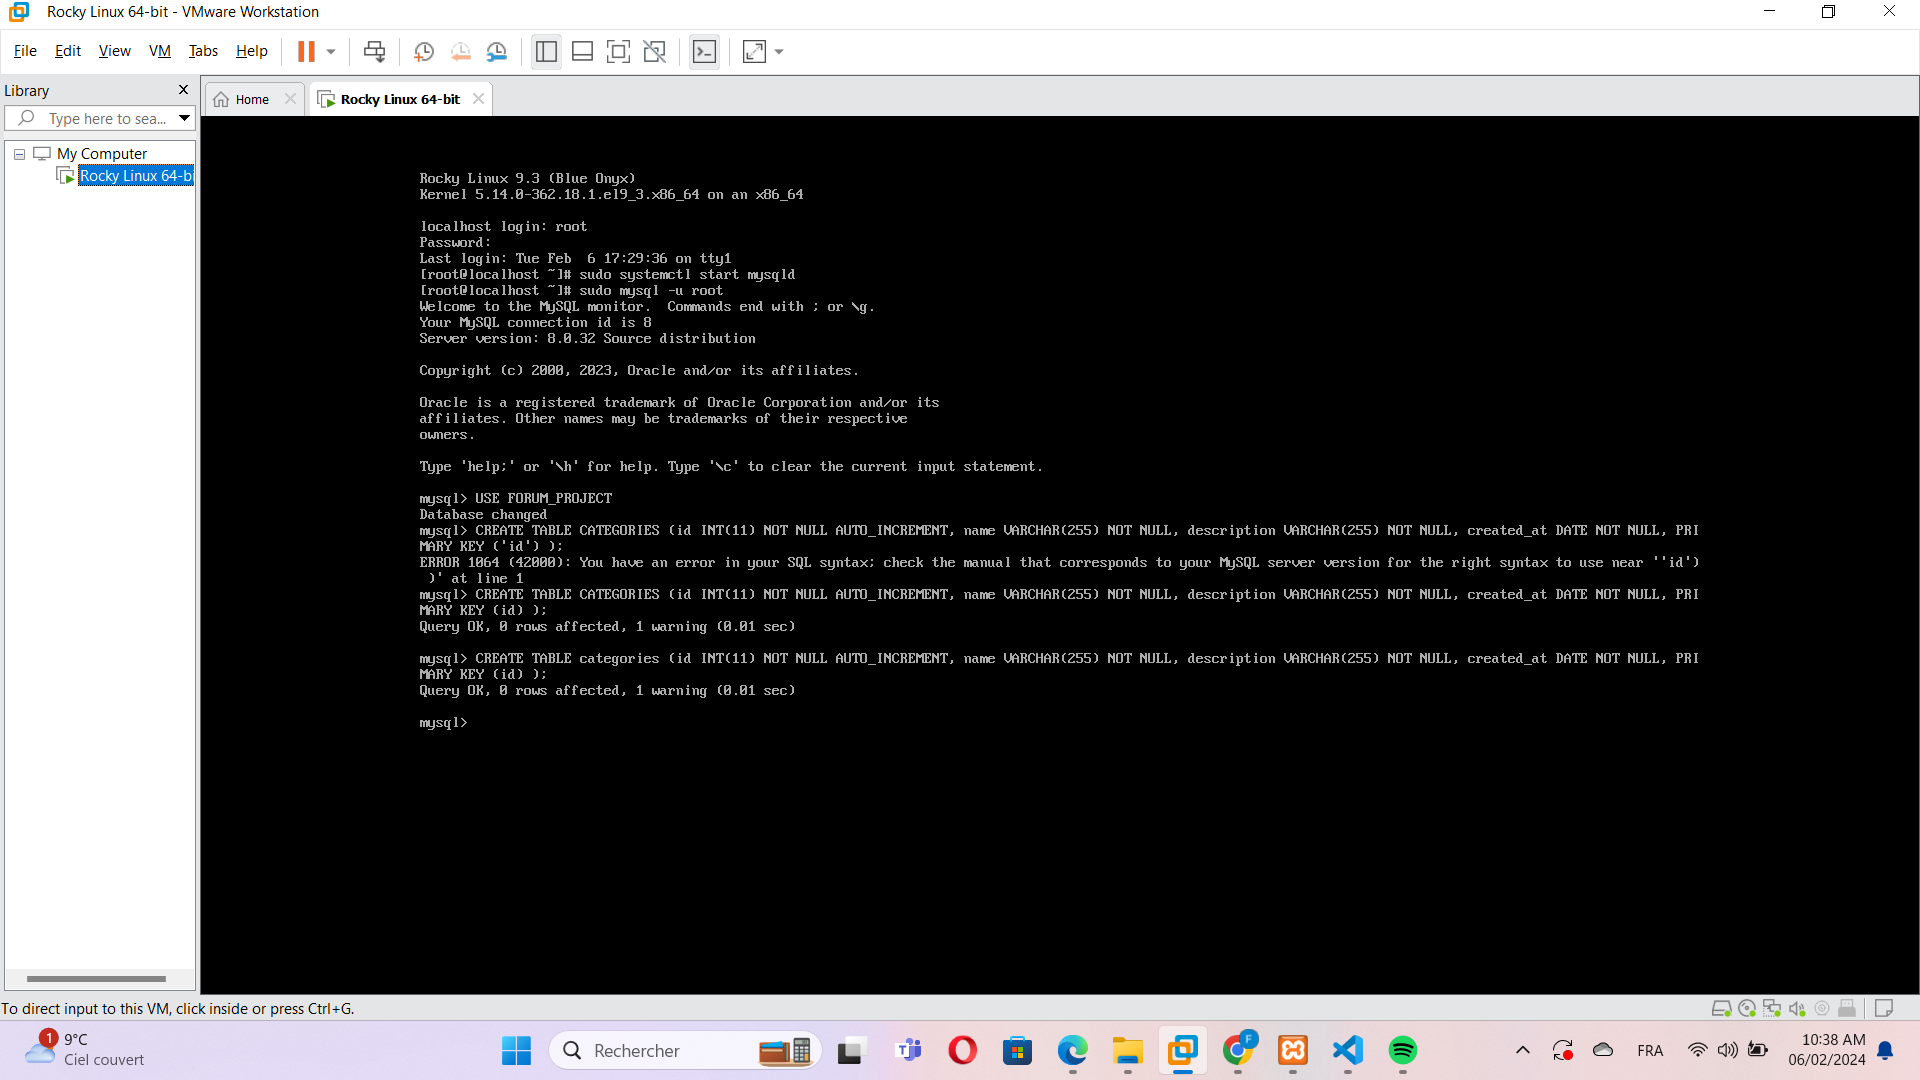 Rocky Linux 64-bit - VMware Workstation
File Edit View VM Tabs Help
Library
Home
Rocky Linux 64-bit
Type here to sea...
My Computer
Rocky Linux 64-bi
Rocky Linux 9.3 (Blue Onyx)
Kernel 5.14.0-362.18.1.el9_3.x86_64 on an x86_64
localhost login: root
Password:
Last login: Tue Feb  6 17:29:36 on tty1
[root@localhost ~]# sudo systemctl start mysqld
[root@localhost ~]# sudo mysql -u root
Welcome to the MySQL monitor.  Commands end with ; or \g.
Your MySQL connection id is 8
Server version: 8.0.32 Source distribution
Copyright (c) 2000, 2023, Oracle and/or its affiliates.
Oracle is a registered trademark of Oracle Corporation and/or its
affiliates. Other names may be trademarks of their respective
owners.
Type 'help;' or '\h' for help. Type '\c' to clear the current input statement.
mysql> USE FORUM_PROJECT
Database changed
mysql> CREATE TABLE CATEGORIES (id INT(11) NOT NULL AUTO_INCREMENT, name VARCHAR(255) NOT NULL, description VARCHAR(255) NOT NULL, created_at DATE NOT NULL, PRI
MARY KEY ('id') );
ERROR 1064 (42000): You have an error in your SQL syntax; check the manual that corresponds to your MySQL server version for the right syntax to use near ''id')
 )' at line 1
mysql> CREATE TABLE CATEGORIES (id INT(11) NOT NULL AUTO_INCREMENT, name VARCHAR(255) NOT NULL, description VARCHAR(255) NOT NULL, created_at DATE NOT NULL, PRI
MARY KEY (id) );
Query OK, 0 rows affected, 1 warning (0.01 sec)
mysql> CREATE TABLE categories (id INT(11) NOT NULL AUTO_INCREMENT, name VARCHAR(255) NOT NULL, description VARCHAR(255) NOT NULL, created_at DATE NOT NULL, PRI
MARY KEY (id) );
Query OK, 0 rows affected, 1 warning (0.01 sec)
mysql>
To direct input to this VM, click inside or press Ctrl+G.
1
9°C
Ciel couvert
Rechercher
F
FRA
10:38 AM
06/02/2024